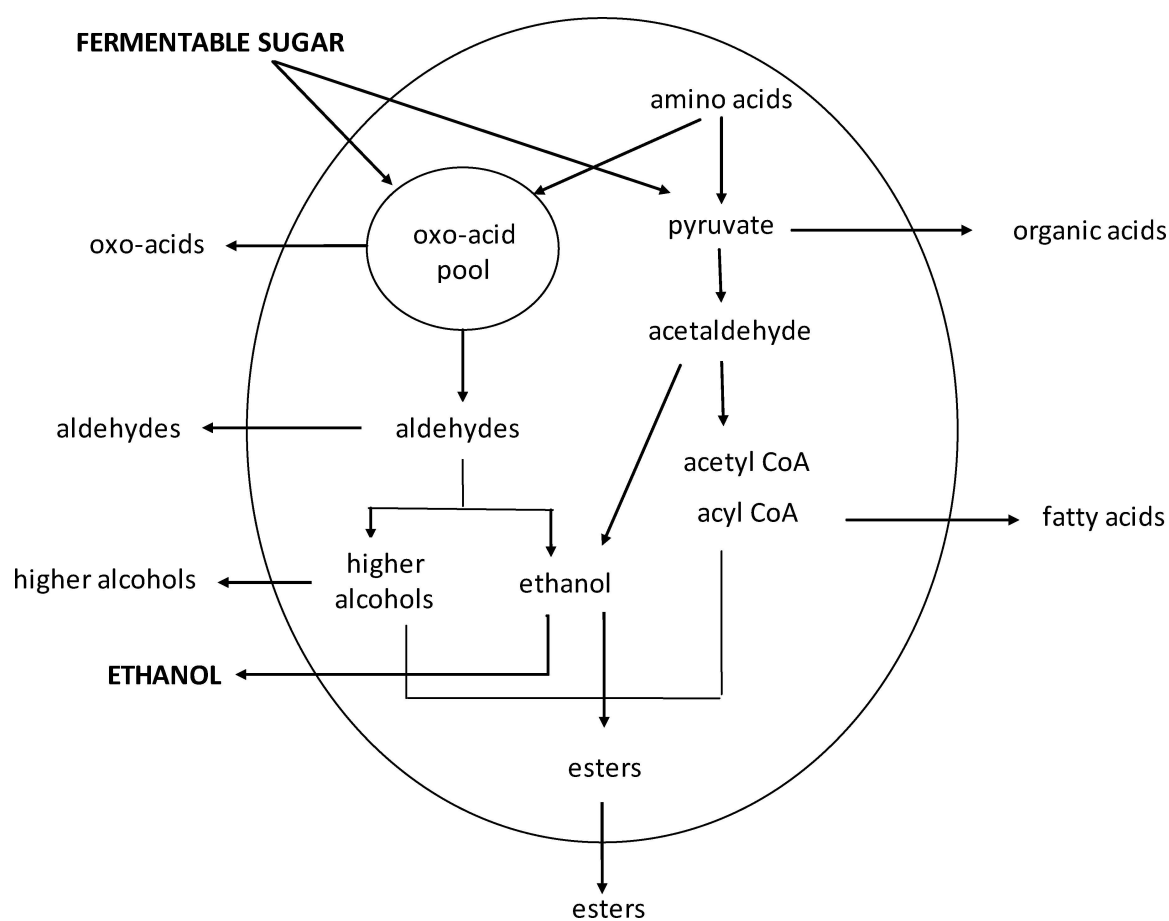 FERMENTABLE SUGAR
amino acids
oxo-acids
oxo-acid
pool
pyruvate
organic acids
acetaldehyde
aldehydes
aldehydes
acetyl CoA
acyl CoA
fatty acids
higher alcohols
higher
alcohols
ethanol
ETHANOL
esters
esters